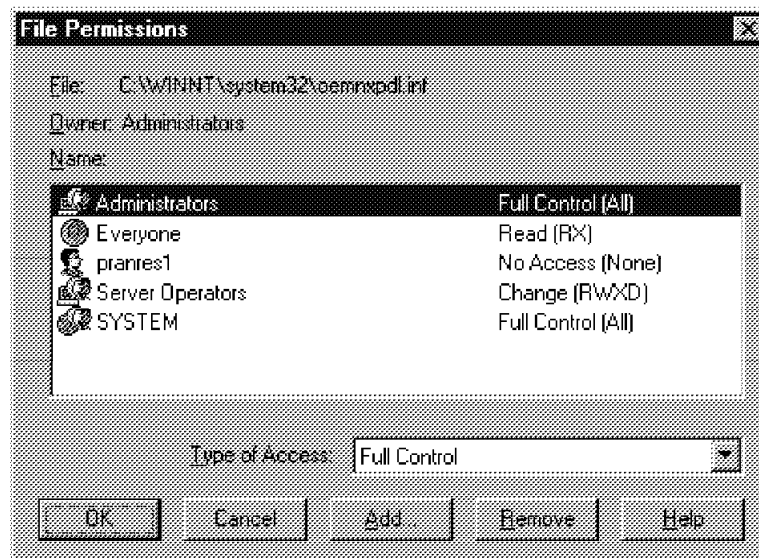 File Permissions
File: C:\WINNT\system32\oemnxpdl.inf
Owner: Administrators
Name:
Administrators Full Control (All)
Everyone Read (RX)
pranres1 No Access (None)
Server Operators Change (RWXD)
SYSTEM Full Control (All)
Type of Access: Full Control
OK Cancel Add... Remove Help